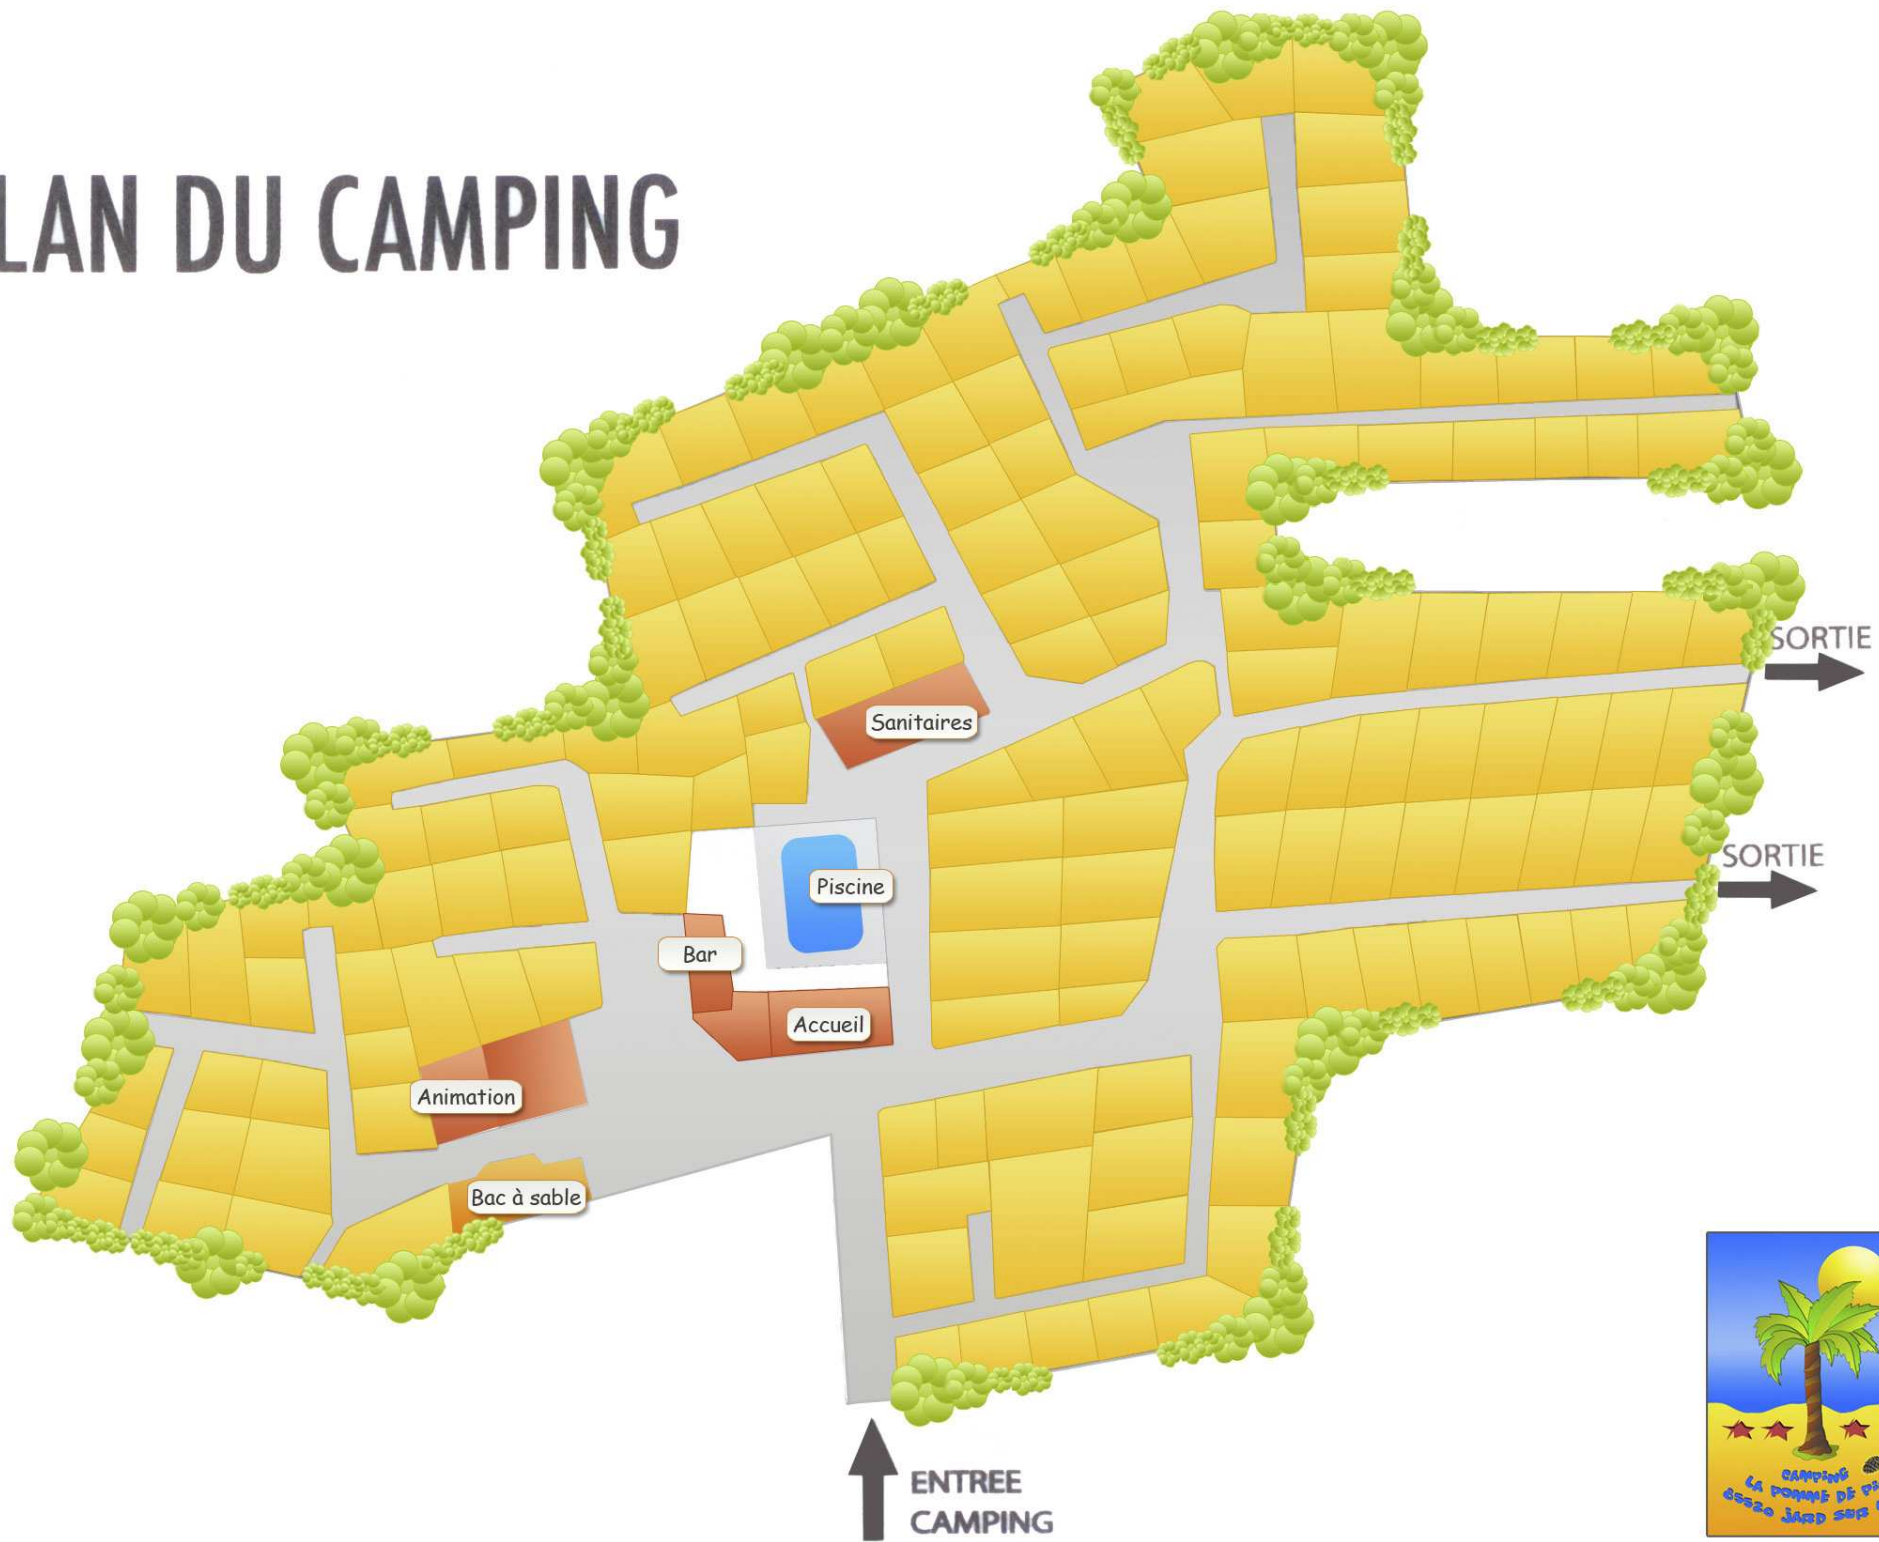 LAN DU CAMPING
SORTIE
Sanitaires
SORTIE
Piscine
Bar
Accueil
Animation
Bac à sable
ENTREE
CAMPING
CAMPING
LA POMME DE PI
85520 JARD SUR